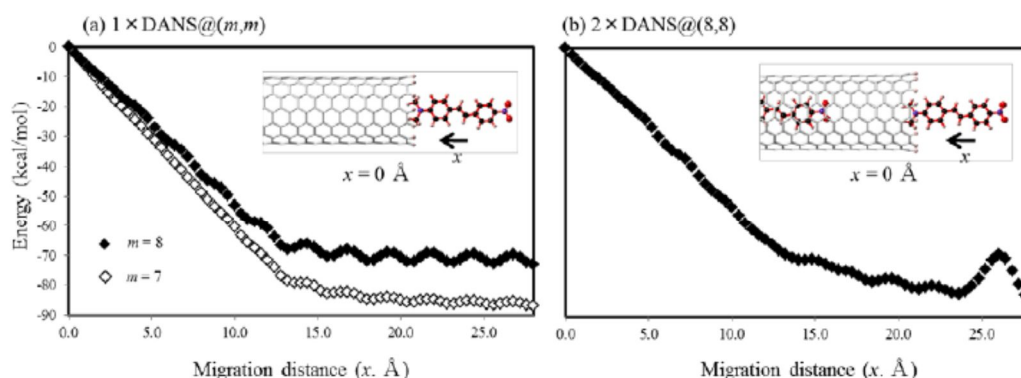 (a) 1 × DANS@(m,m)
(b) 2 × DANS@(8,8)
Energy (kcal/mol)
0
-10
-20
-30
-40
-50
-60
-70
-80
-90
x
x = 0 Å
m = 8
m = 7
0.0 5.0 10.0 15.0 20.0 25.0
Migration distance (x. Å)
x
x = 0 Å
0.0 5.0 10.0 15.0 20.0 25.0
Migration distance (x. Å)